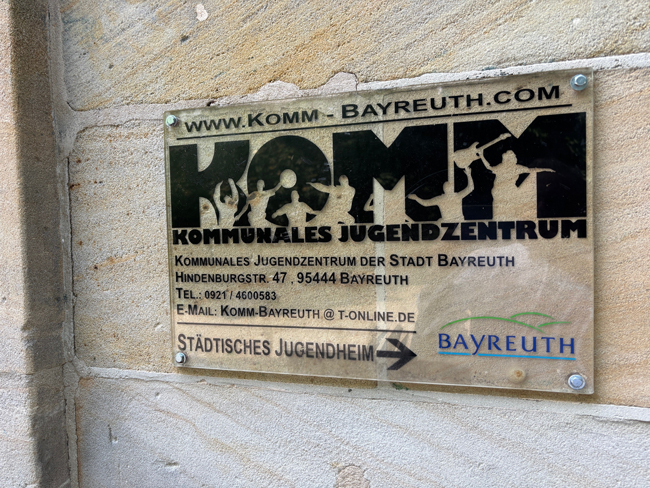 www.Komm - Bayreuth.com
KOMM
KOMMUNALES JUGENDZENTRUM
Kommunales Jugendzentrum der Stadt Bayreuth
Hindenburgstr. 47 , 95444 Bayreuth
Tel.: 0921 / 4600583
E-Mail: Komm-Bayreuth @ t-online.de
Städtisches Jugendheim
BAYREUTH